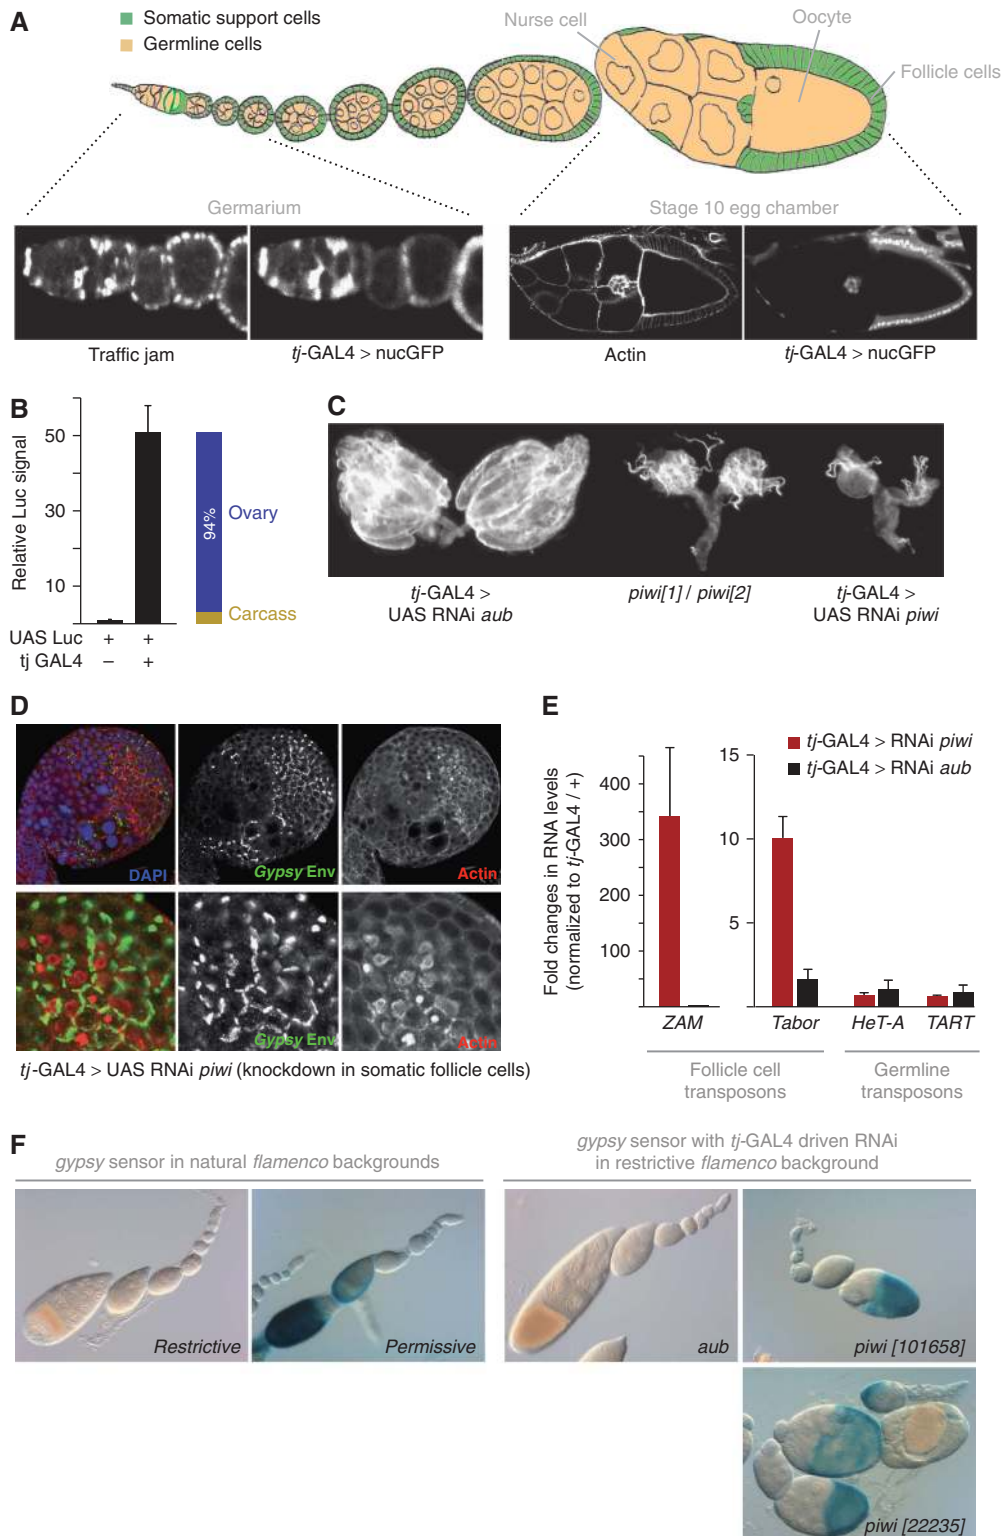 A
Somatic support cells
Germline cells
Nurse cell
Oocyte
Follicle cells
Germarium
Stage 10 egg chamber
Traffic jam
tj-GAL4 > nucGFP
Actin
tj-GAL4 > nucGFP
B
Relative Luc signal
50
30
10
94%
Ovary
Carcass
UAS Luc + +
tj GAL4 – +
C
tj-GAL4 >
UAS RNAi aub
piwi[1] / piwi[2]
tj-GAL4 >
UAS RNAi piwi
D
DAPI
Gypsy Env
Actin
Gypsy Env
Actin
tj-GAL4 > UAS RNAi piwi (knockdown in somatic follicle cells)
E
tj-GAL4 > RNAi piwi
tj-GAL4 > RNAi aub
Fold changes in RNA levels
(normalized to tj-GAL4 / +)
400
300
200
100
15
10
5
ZAM
Tabor
HeT-A
TART
Follicle cell
transposons
Germline
transposons
F
gypsy sensor in natural flamenco backgrounds
gypsy sensor with tj-GAL4 driven RNAi
in restrictive flamenco background
Restrictive
Permissive
aub
piwi [101658]
piwi [22235]